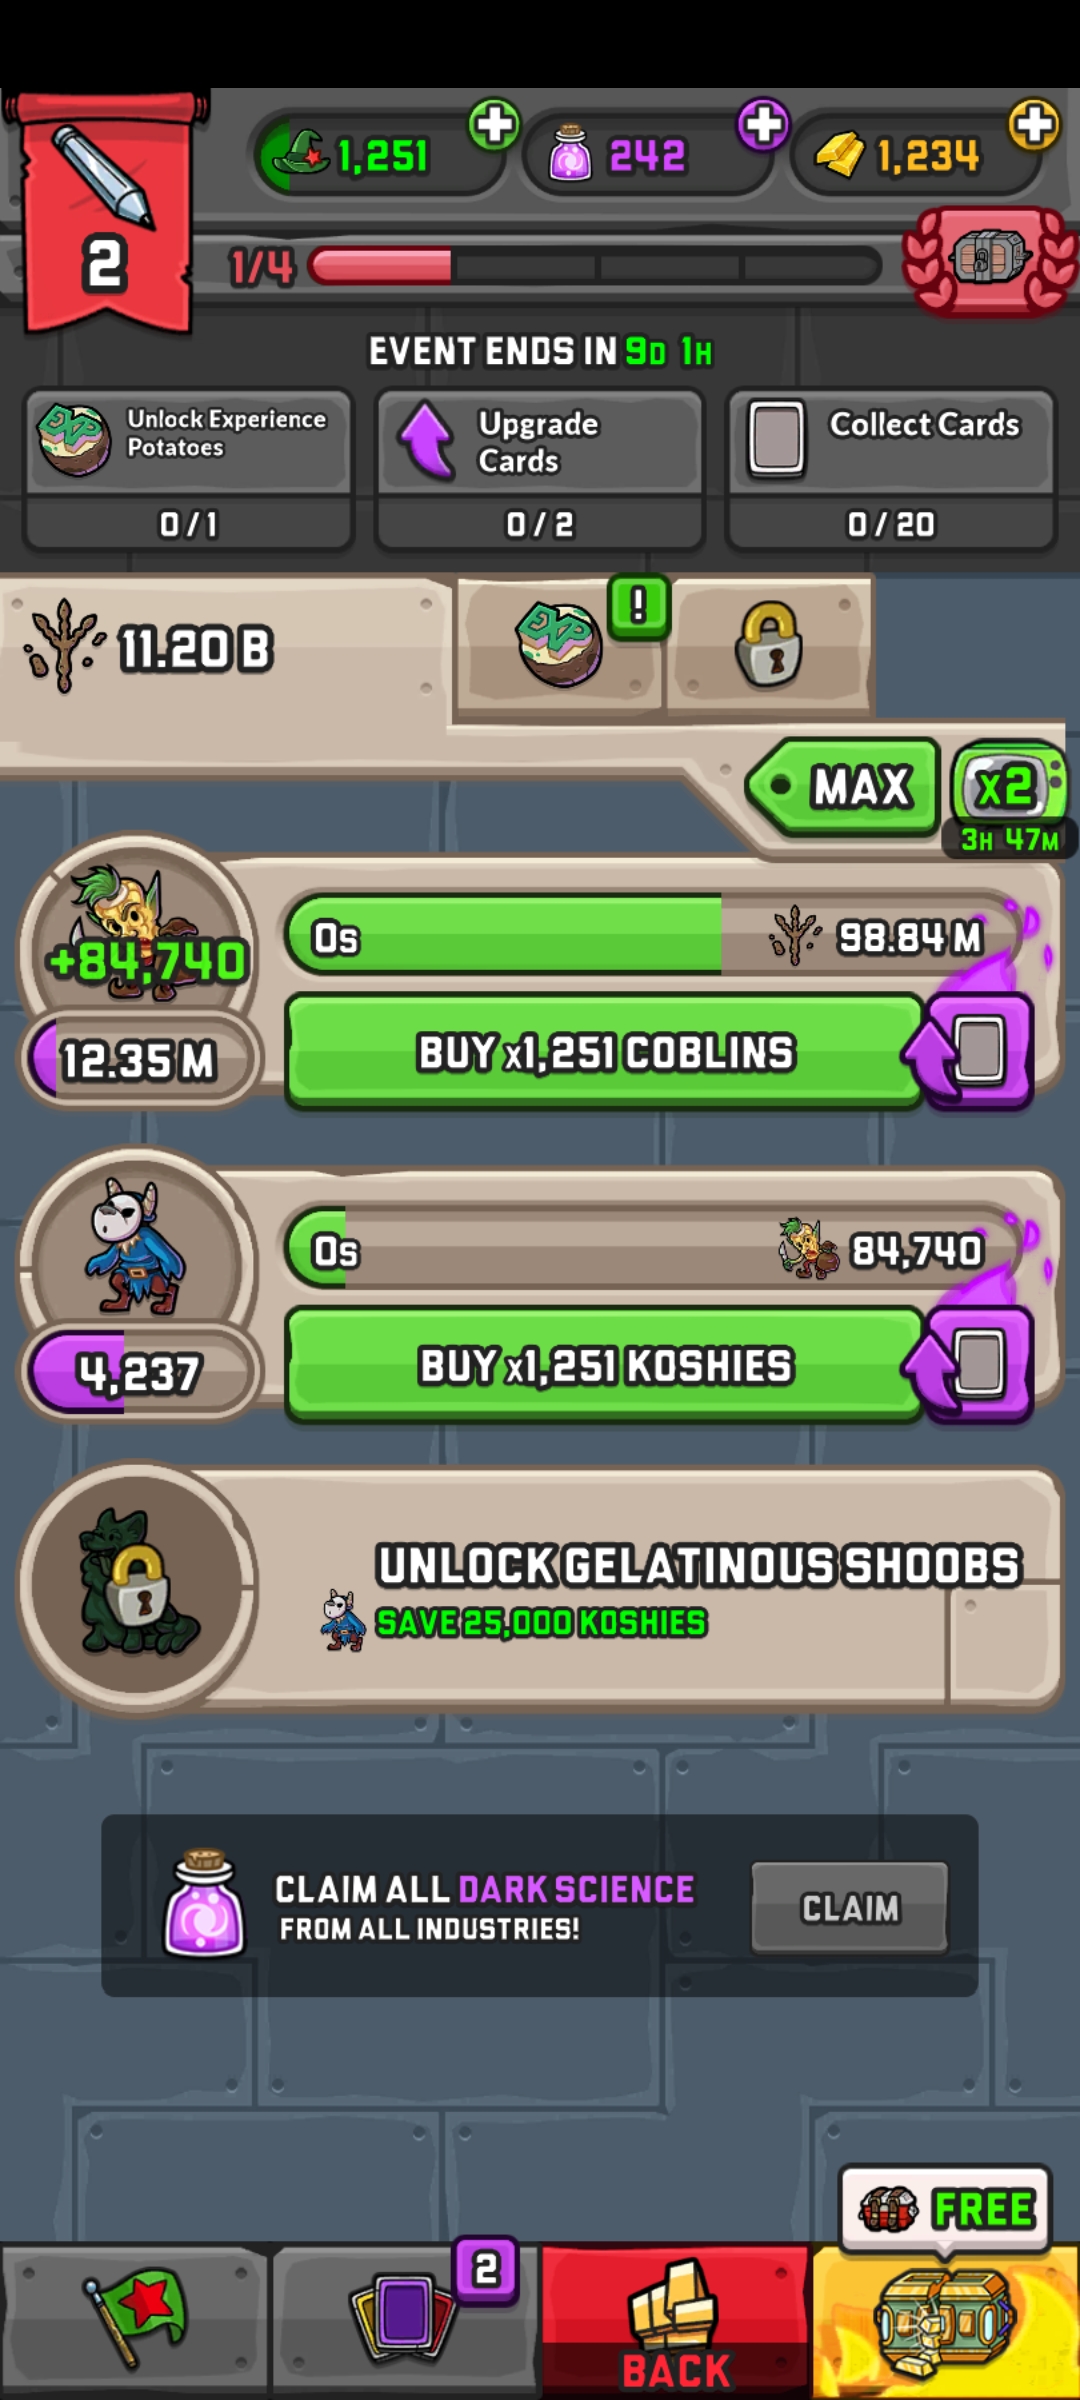 1,251
242
1,234
2
1/4
EVENT ENDS IN 9D 1H
EXP
Unlock Experience
Potatoes
Upgrade
Cards
Collect Cards
0/1
0/2
0/20
11.20 B
EXP
!
MAX
x2
3H 47M
+84,740
0s
98.84 M
12.35 M
BUY x1,251 COBLINS
0s
84,740
4,237
BUY x1,251 KOSHIES
UNLOCK GELATINOUS SHOOBS
SAVE 25,000 KOSHIES
CLAIM ALL DARK SCIENCE
FROM ALL INDUSTRIES!
CLAIM
FREE
2
BACK